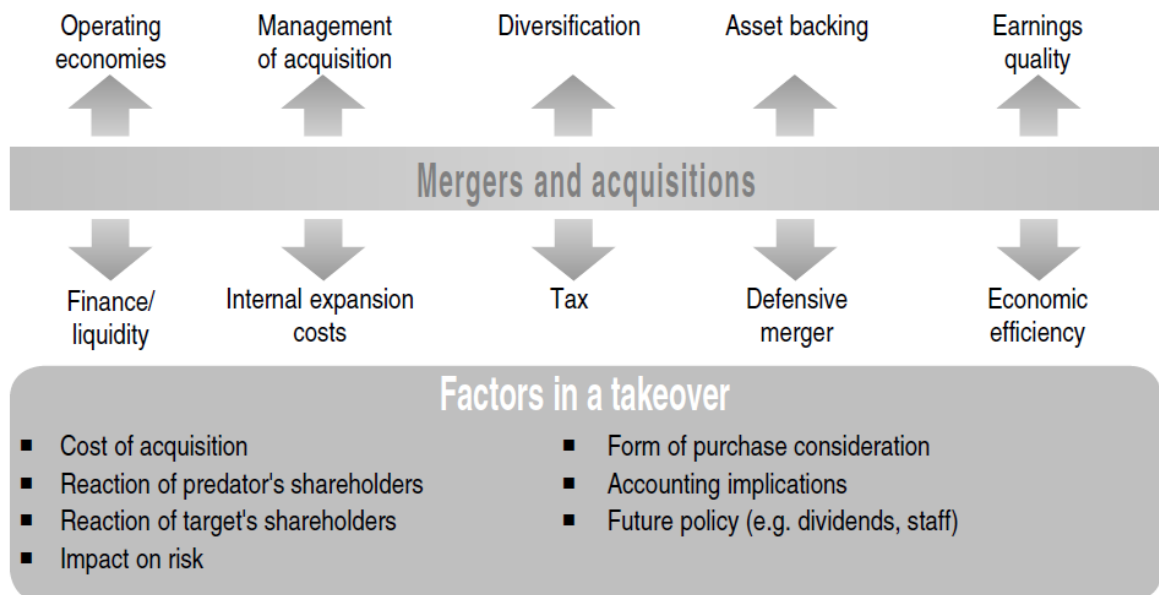 Operating
economies
Management
of acquisition
Diversification
Asset backing
Earnings
quality
Mergers and acquisitions
Finance/
liquidity
Internal expansion
costs
Tax
Defensive
merger
Economic
efficiency
Factors in a takeover
■ Cost of acquisition
■ Reaction of predator's shareholders
■ Reaction of target's shareholders
■ Impact on risk
■ Form of purchase consideration
■ Accounting implications
■ Future policy (e.g. dividends, staff)